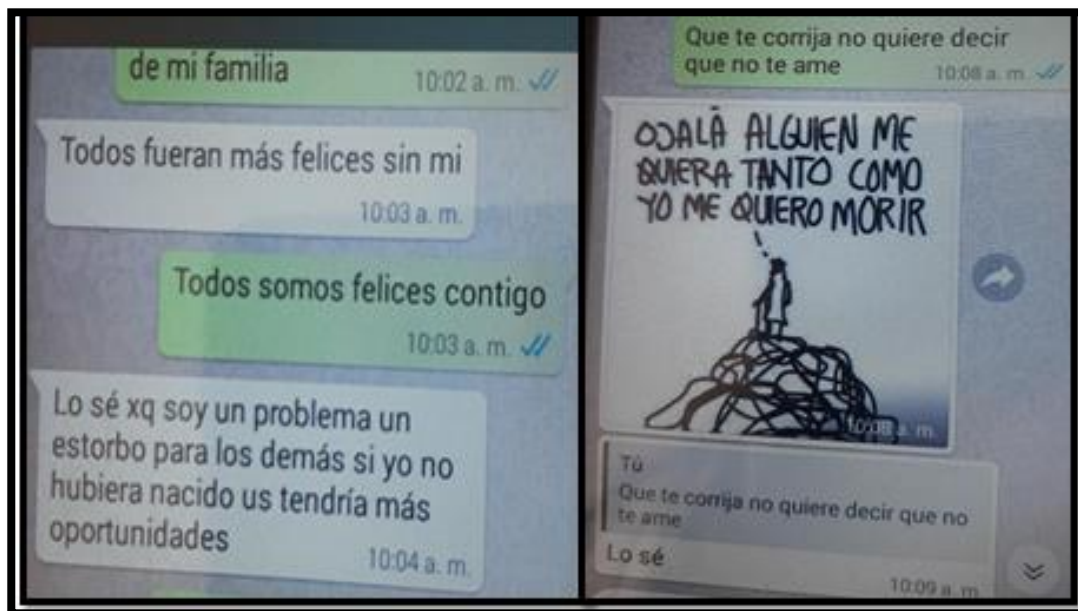 de mi familia
10:02 a. m.
Todos fueran más felices sin mi
10:03 a. m.
Todos somos felices contigo
10:03 a. m.
Lo sé xq soy un problema un
estorbo para los demás si yo no
hubiera nacido us tendría más
oportunidades
10:04 a. m.
Que te corrija no quiere decir
que no te ame
10:08 a. m.
OJALÁ ALGUIEN ME
QUIERA TANTO COMO
YO ME QUIERO MORIR
10:08 a. m.
Tú
Que te corrija no quiere decir que no
te ame
Lo sé
10:09 a. m.